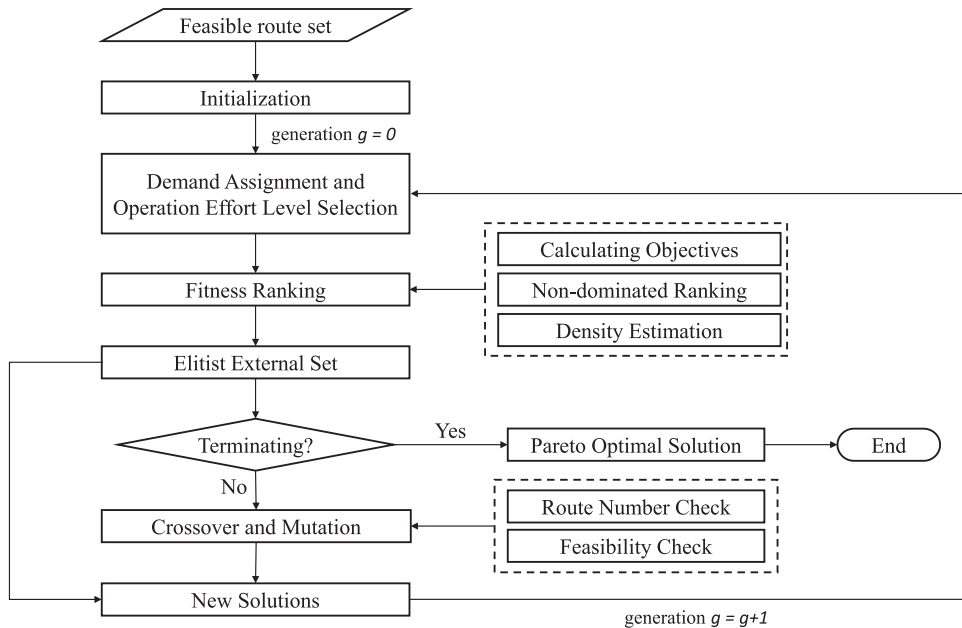 Feasible route set
Initialization
generation g = 0
Demand Assignment and
Operation Effort Level Selection
Calculating Objectives
Fitness Ranking
Non-dominated Ranking
Density Estimation
Elitist External Set
Terminating?
Yes
Pareto Optimal Solution
End
No
Route Number Check
Crossover and Mutation
Feasibility Check
New Solutions
generation g = g+1